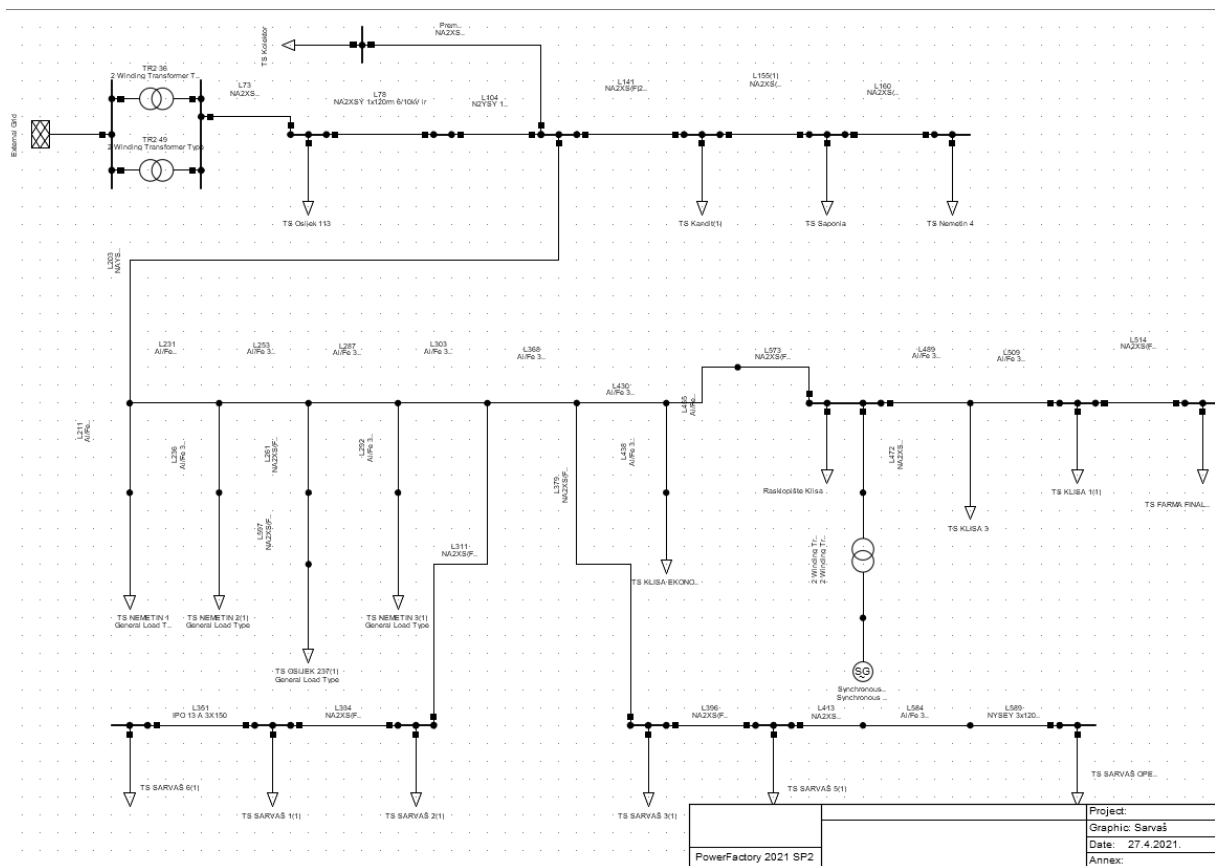 Prem..
NA2XS..
TS Kolektor
TR2-36
2-Winding Transformer T..
L73
NA2XS..
L78
NA2XSY 1x120rm 6/10kV ir
L104
N2YSY 1..
L141
NA2XS(F)2..
L155(1)
NA2XS(..
L160
NA2XS(..
External Grid
TR2-49
2-Winding Transformer Type
TS Osijek 113
TS Kandit(1)
TS Saponia
TS Nemetin 4
L203
NAYS..
L231
Al/Fe..
L253
Al/Fe 3..
L287
Al/Fe 3..
L303
Al/Fe 3..
L368
Al/Fe 3..
L573
NA2XS(F..
L489
Al/Fe 3..
L509
Al/Fe 3..
L514
NA2XS(F..
L430
Al/Fe 3..
L455
Al/Fe..
L211
Al/Fe..
L236
Al/Fe 3..
L261
NA2XS(F..
L292
Al/Fe 3..
L438
Al/Fe 3..
L472
NA2XS..
L379
NA2XS(F..
Rasklopište Klisa
TS KLISA 1(1)
TS FARMA FINAL..
TS KLISA 3
L597
NA2XS(F..
L311
NA2XS(F..
2-Winding Tr..
2-Winding Tr..
TS KLISA-EKONO..
TS NEMETIN 1
General Load T..
TS NEMETIN 2(1)
General Load Type
TS NEMETIN 3(1)
General Load Type
TS OSIJEK 237(1)
General Load Type
SG
Synchronous..
Synchronous ..
L361
IPO 13-A 3X150
L394
NA2XS(F..
L396
NA2XS(F..
L413
NA2XS..
L584
Al/Fe 3..
L589
NYSEY 3x120..
TS SARVAŠ 6(1)
TS SARVAŠ 1(1)
TS SARVAŠ 2(1)
TS SARVAŠ 3(1)
TS SARVAŠ 5(1)
TS SARVAŠ OPE..
PowerFactory 2021 SP2
Project:
Graphic: Sarvaš
Date: 27.4.2021.
Annex: